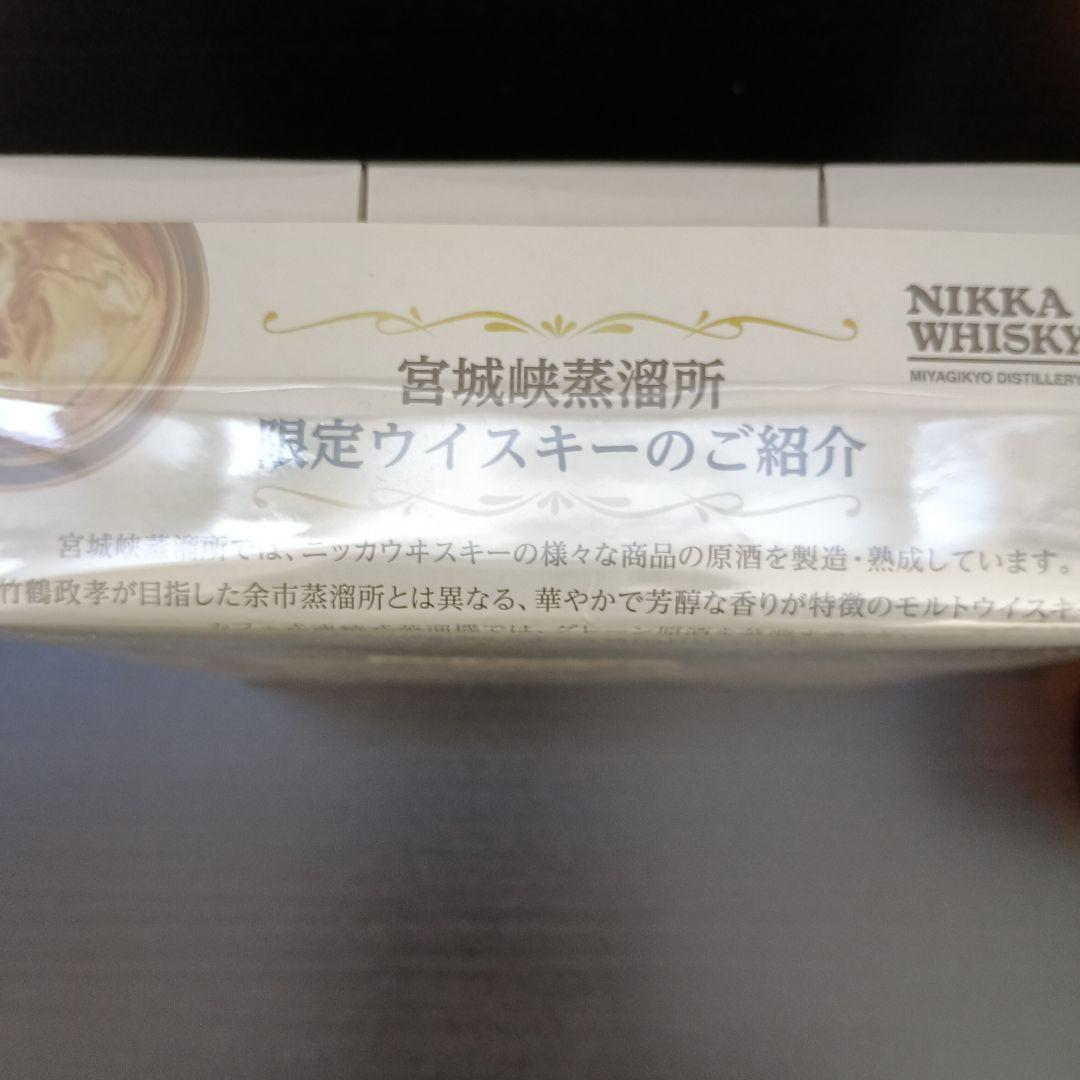 NIKKA
WHISKY
MIYAGIKYO DISTILLERY
宮城峡蒸溜所
限定ウイスキーのご紹介
宮城峡蒸溜所では、ニッカウヰスキーの様々な商品の原酒を製造・熟成しています。
竹鶴政孝が目指した余市蒸溜所とは異なる、華やかで芳醇な香りが特徴のモルトウイスキ